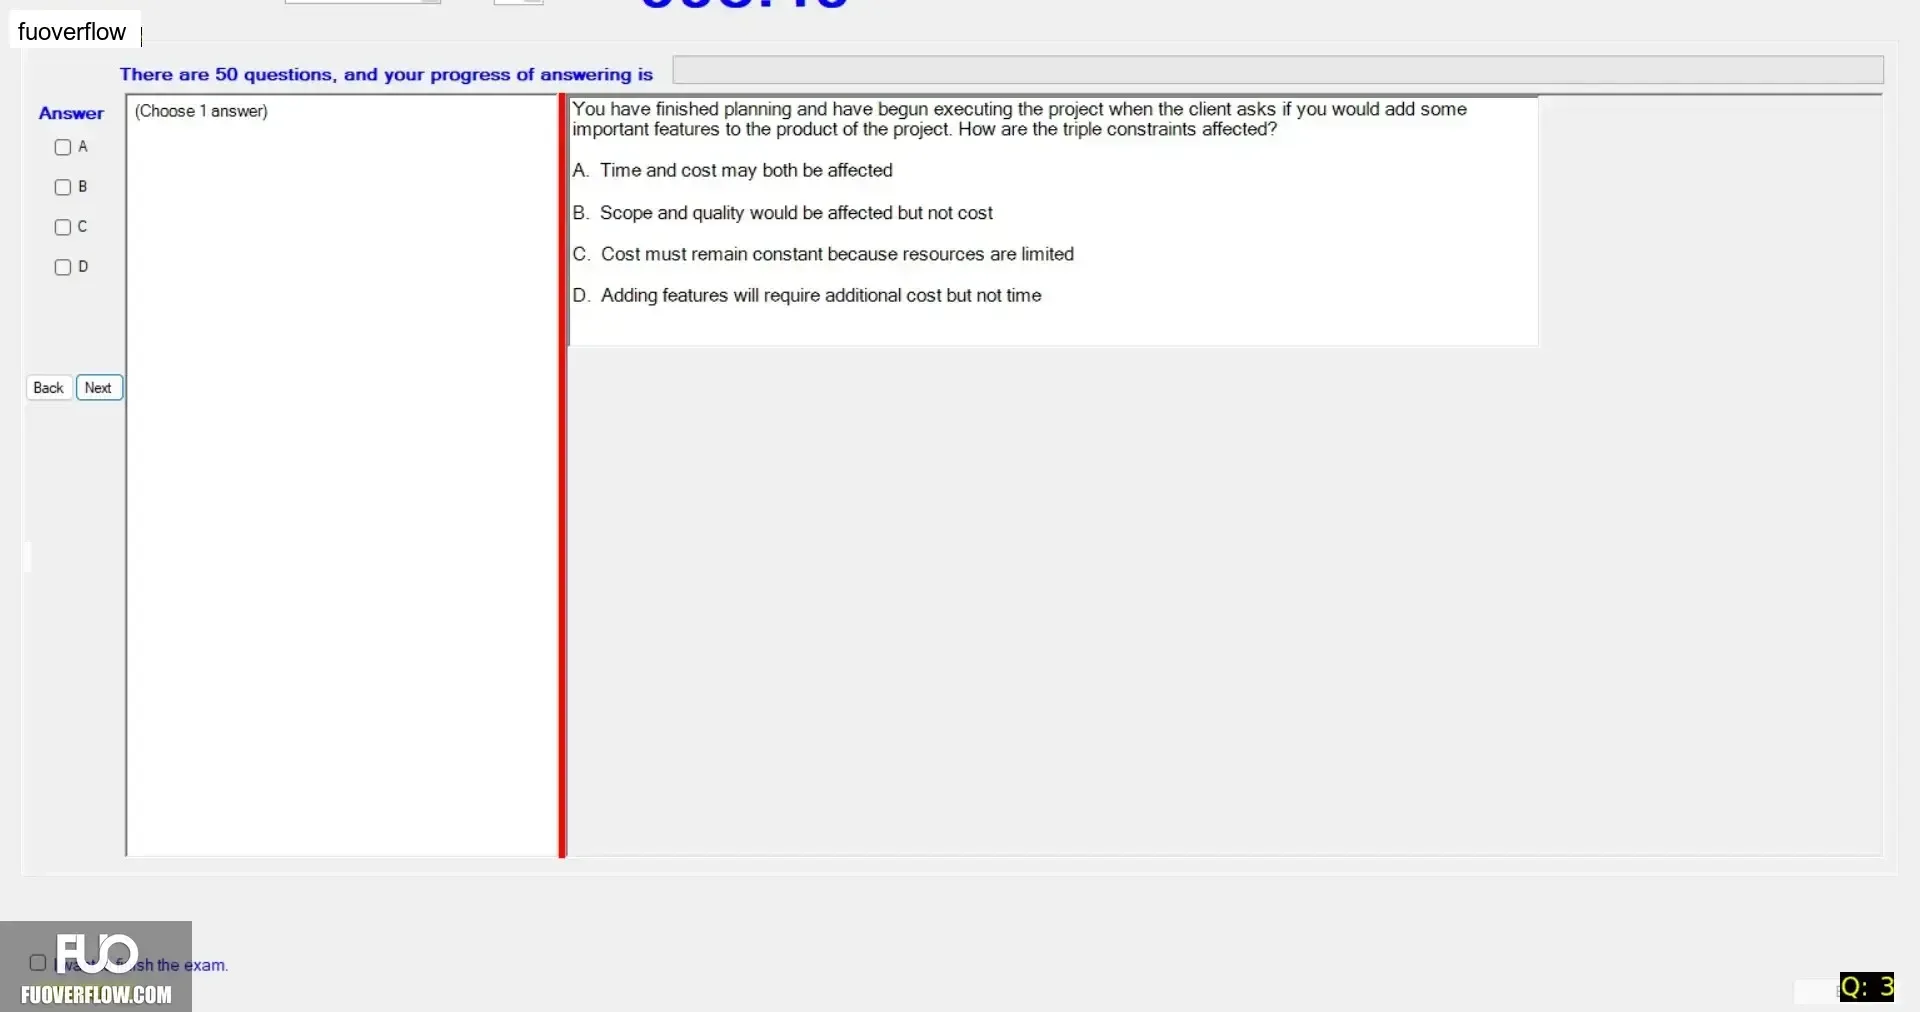 fuoverflow
There are 50 questions, and your progress of answering is
Answer
A
B
C
D
Back
Next
(Choose 1 answer)
You have finished planning and have begun executing the project when the client asks if you would add some
important features to the product of the project. How are the triple constraints affected?
A. Time and cost may both be affected
B. Scope and quality would be affected but not cost
C. Cost must remain constant because resources are limited
D. Adding features will require additional cost but not time
FUO
the exam.
FUOVERFLOW.COM
Q: 3